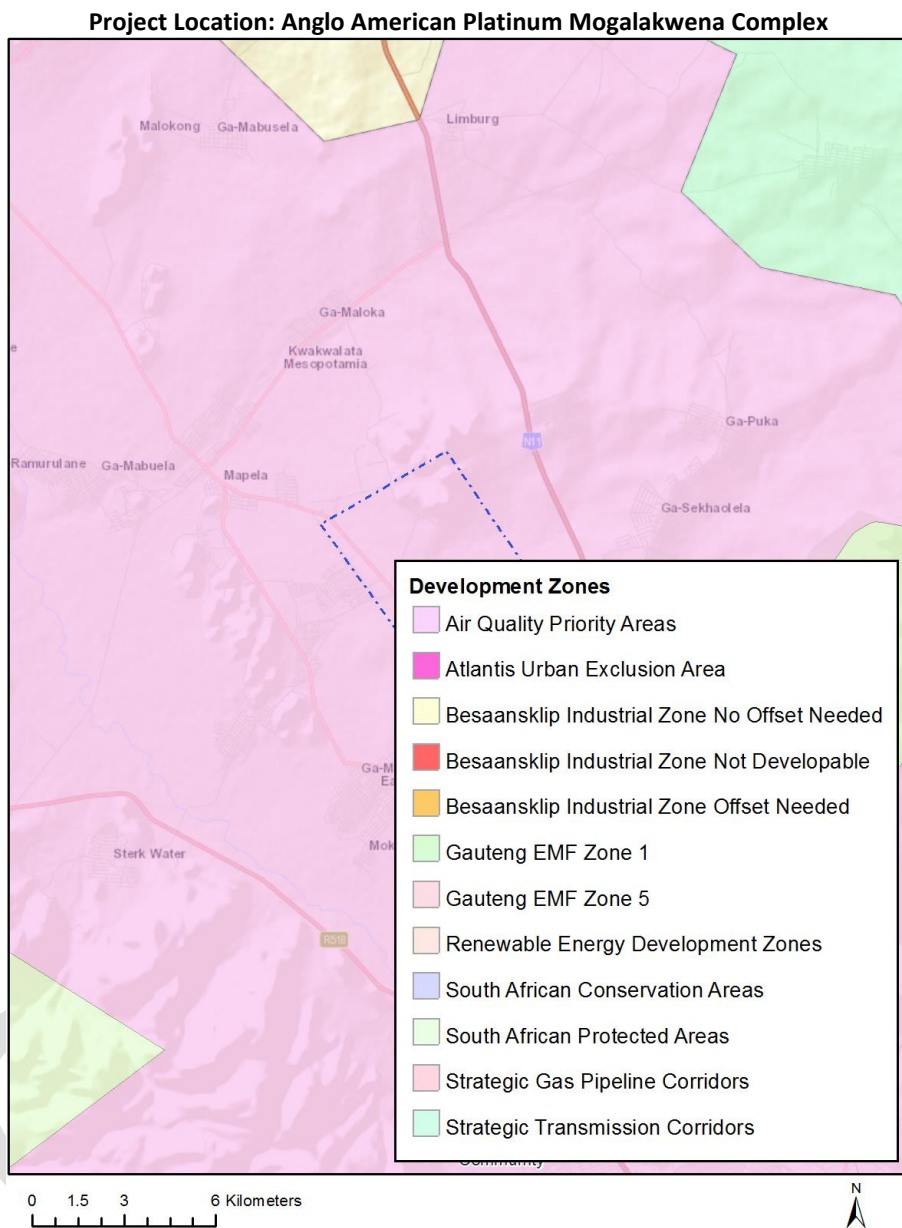 Project Location: Anglo American Platinum Mogalakwena Complex
Malokong
Ga-Mabusela
Limburg
Ga-Maloka
Kwakwalata
Mesopotamia
e
Ga-Puka
N11
Ramurulane
Ga-Mabuela
Mapela
Ga-Sekhaolela
Ga-M
Ea
Mok
Sterk Water
R518
Development Zones
Air Quality Priority Areas
Atlantis Urban Exclusion Area
Besaansklip Industrial Zone No Offset Needed
Besaansklip Industrial Zone Not Developable
Besaansklip Industrial Zone Offset Needed
Gauteng EMF Zone 1
Gauteng EMF Zone 5
Renewable Energy Development Zones
South African Conservation Areas
South African Protected Areas
Strategic Gas Pipeline Corridors
Strategic Transmission Corridors
Community
0 1.5 3 6 Kilometers
N